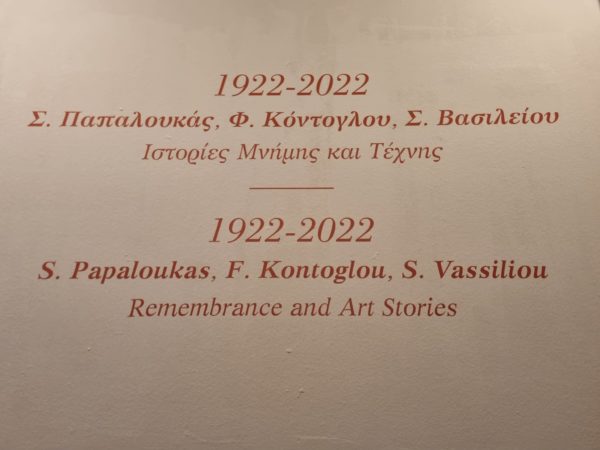 1922-2022
Σ. Παπαλουκάς, Φ. Κόντογλου, Σ. Βασιλείου
Ιστορίες Μνήμης και Τέχνης
1922-2022
S. Papaloukas, F. Kontoglou, S. Vassiliou
Remembrance and Art Stories